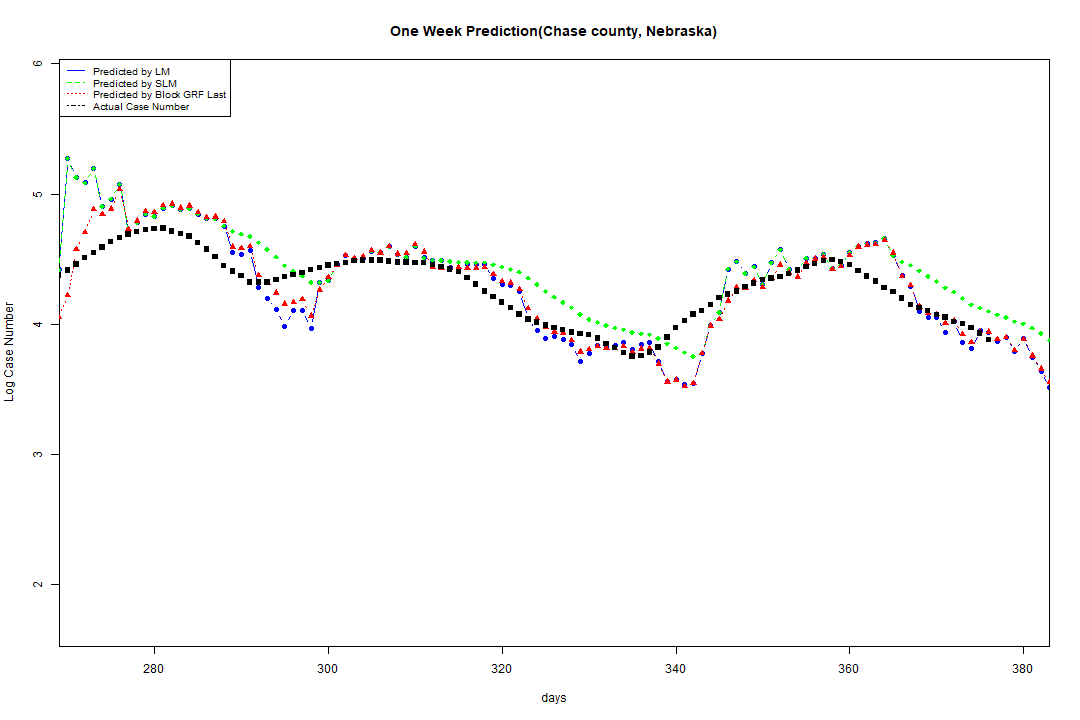 One Week Prediction(Chase county, Nebraska)
Predicted by LM
Predicted by SLM
Predicted by Block GRF Last
Actual Case Number
6
5
4
3
2
Log Case Number
280 300 320 340 360 380
days